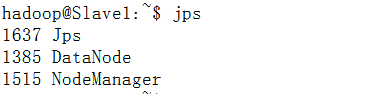 hadoop@Slave1:~$ jps
1637 Jps
1385 DataNode
1515 NodeManager